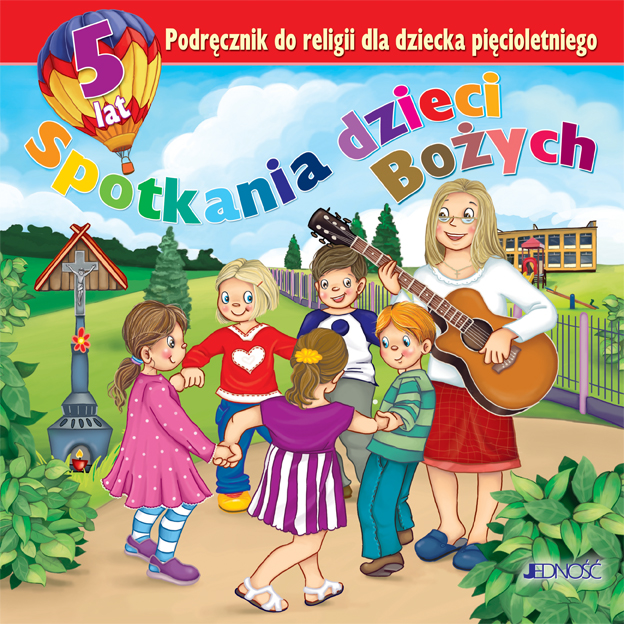 Podręcznik do religii dla dziecka pięcioletniego
5
lat
Spotkania dzieci
Bożych
JEDNOŚĆ